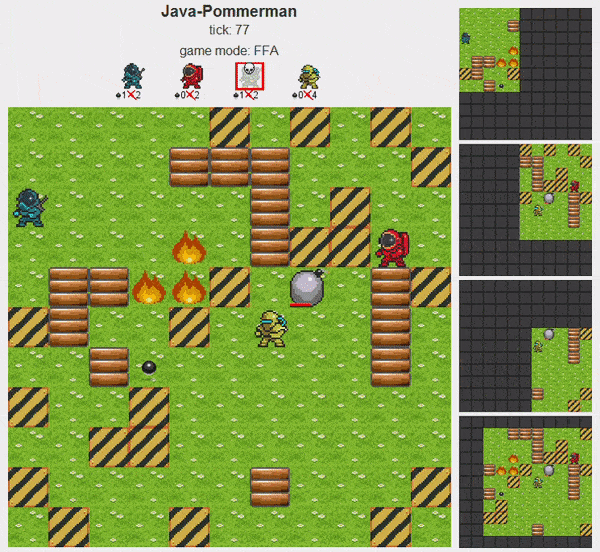 Java-Pommerman
tick: 77
game mode: FFA
1 2 0 2 1 2 0 4